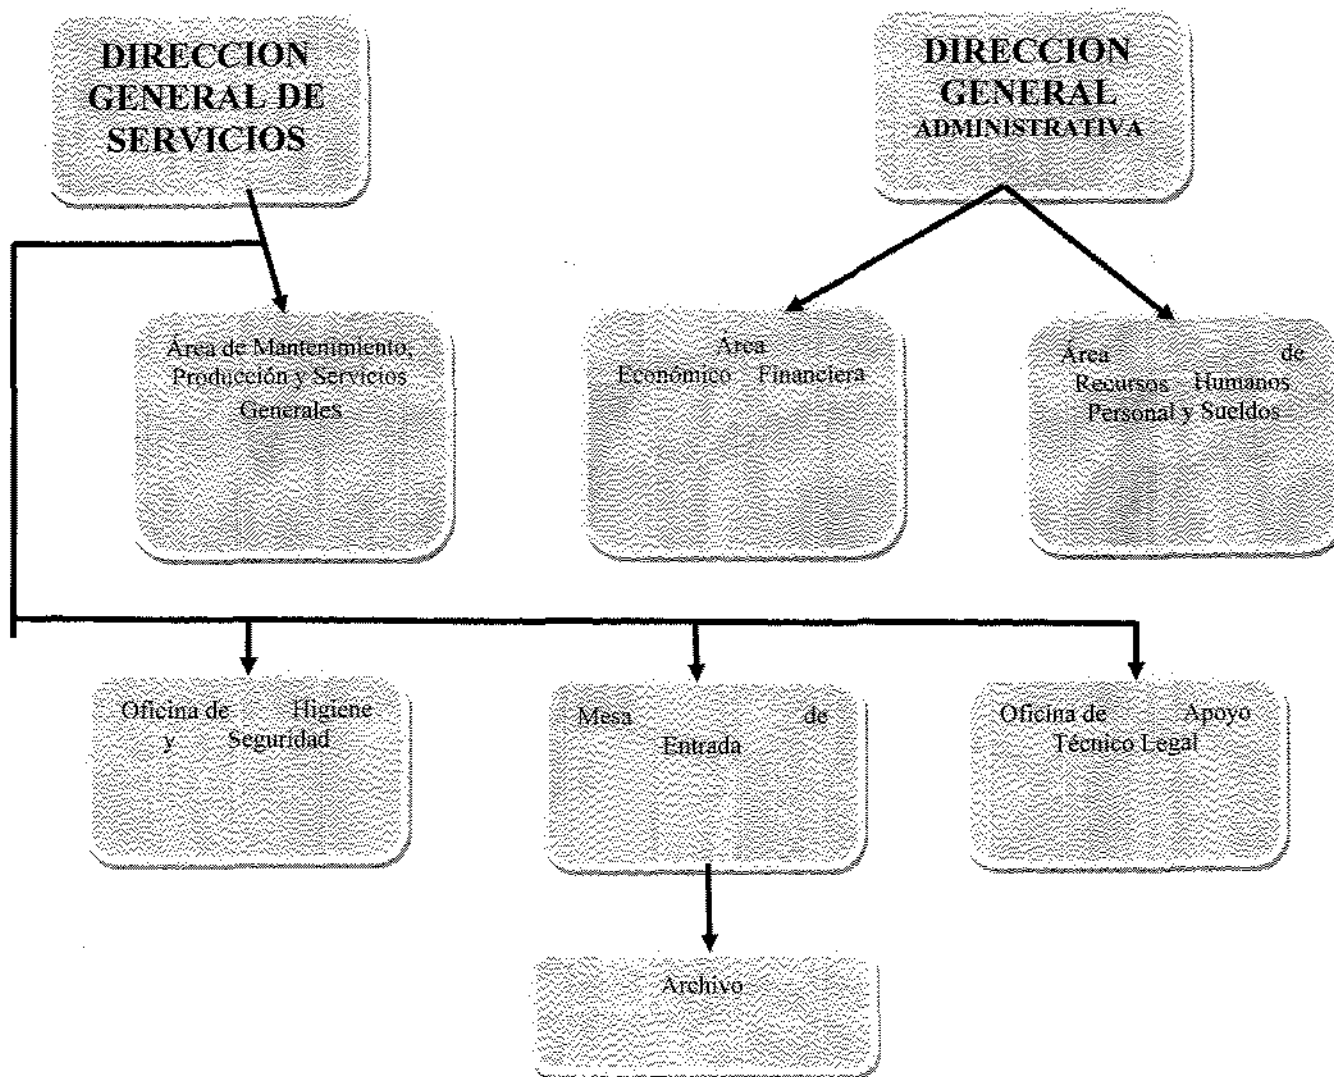 DIRECCION
GENERAL DE
SERVICIOS
DIRECCION
GENERAL
ADMINISTRATIVA
Área de Mantenimiento,
Producción y Servicios
Generales
Área
Económico Financiera
Área de
Recursos Humanos
Personal y Sueldos
Oficina de Higiene
y Seguridad
Mesa de
Entrada
Oficina de Apoyo
Técnico Legal
Archivo